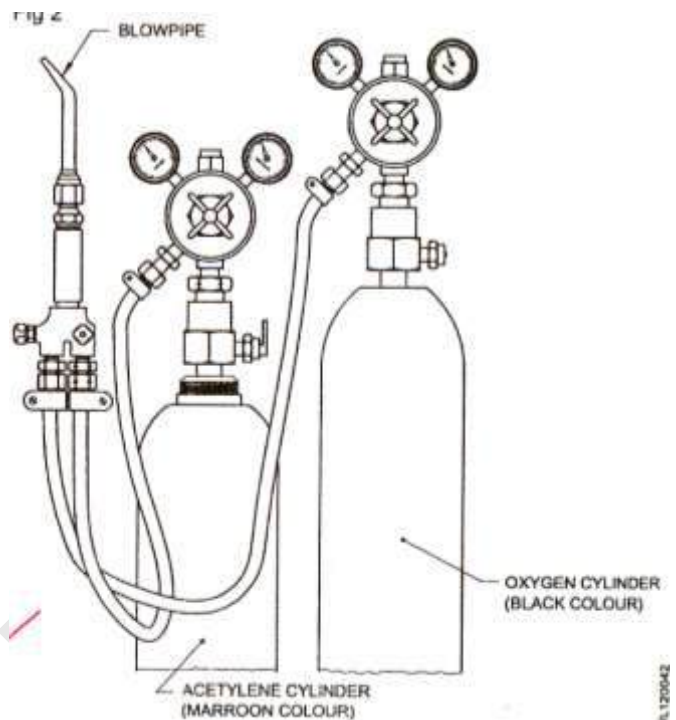 Fig 2
BLOWPIPE
OXYGEN CYLINDER
(BLACK COLOUR)
ACETYLENE CYLINDER
(MARROON COLOUR)